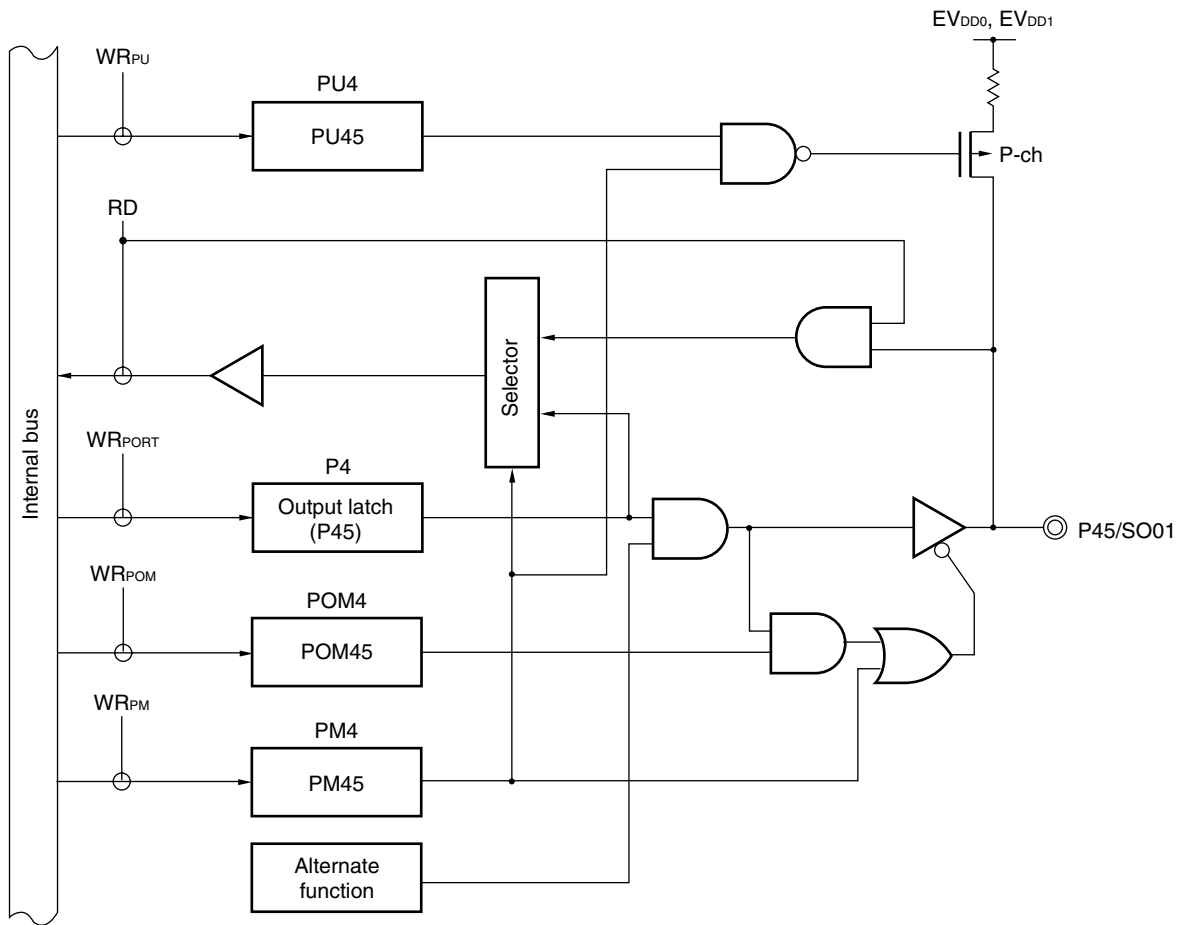 EVDD0, EVDD1
WRPU
PU4
PU45
P-ch
RD
Selector
Internal bus
WRPORT
P4
Output latch
(P45)
P45/SO01
WRPOM
POM4
POM45
WRPM
PM4
PM45
Alternate
function